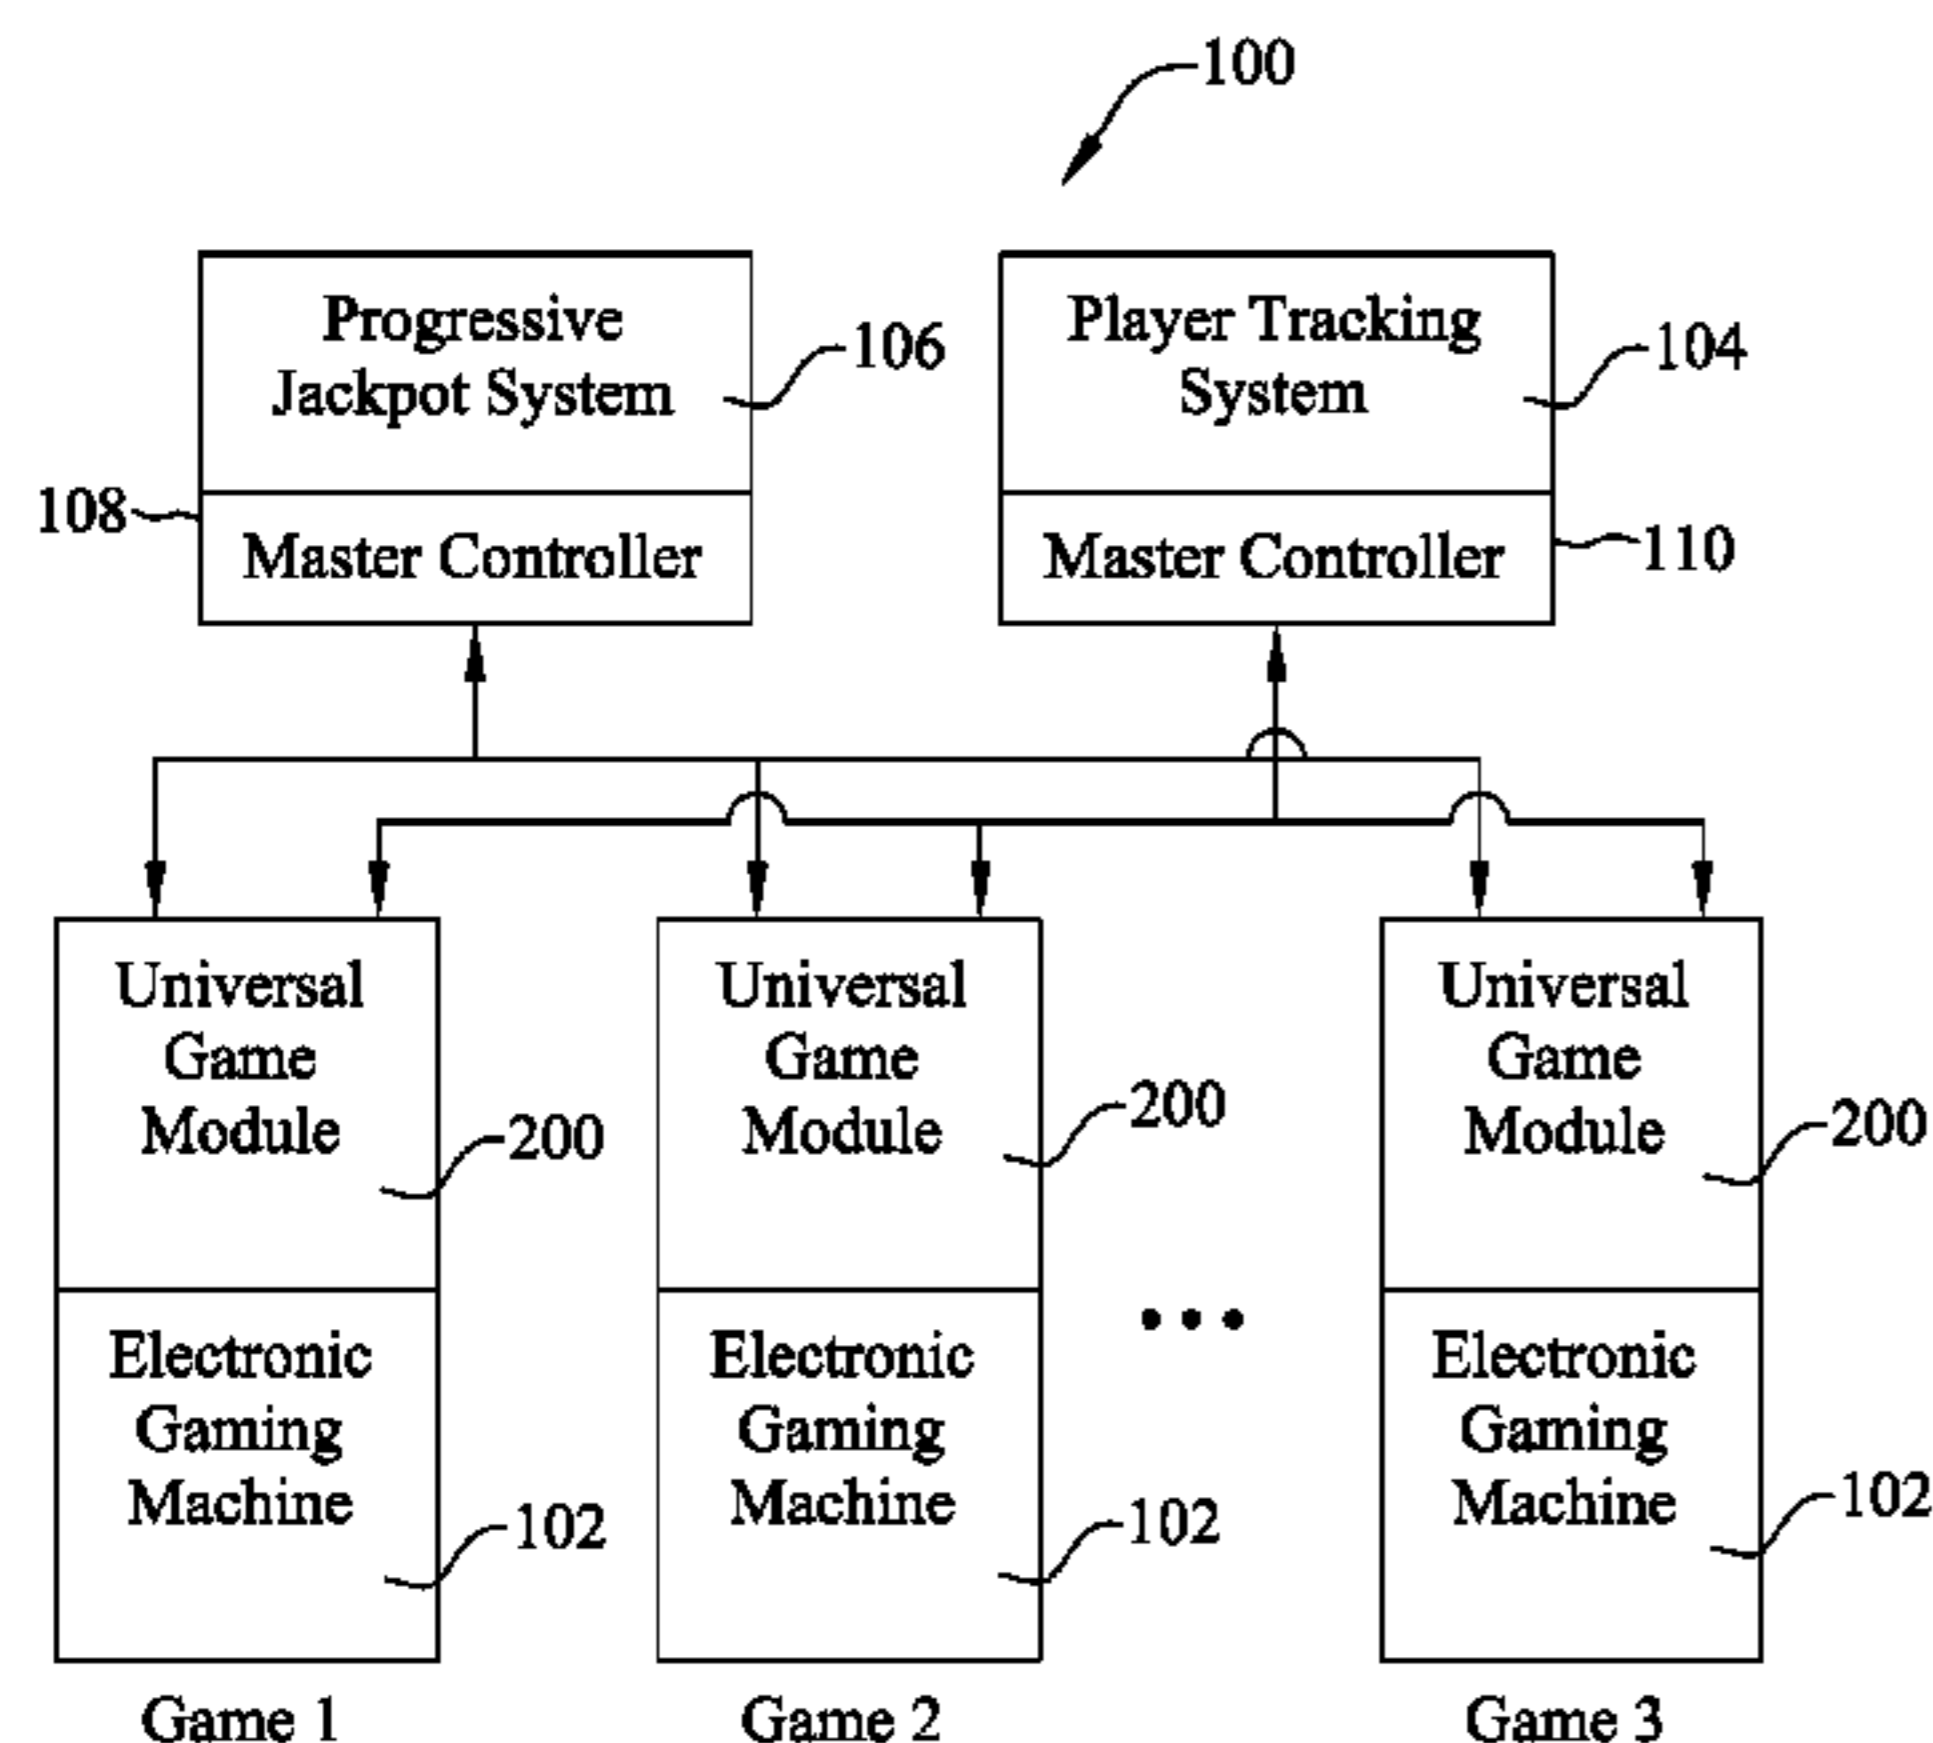 100
Progressive
Jackpot System
106
Player Tracking
System
104
108
Master Controller
Master Controller
110
Universal
Game
Module
200
Universal
Game
Module
200
Universal
Game
Module
200
Electronic
Gaming
Machine
102
Electronic
Gaming
Machine
102
Electronic
Gaming
Machine
102
Game 1
Game 2
Game 3